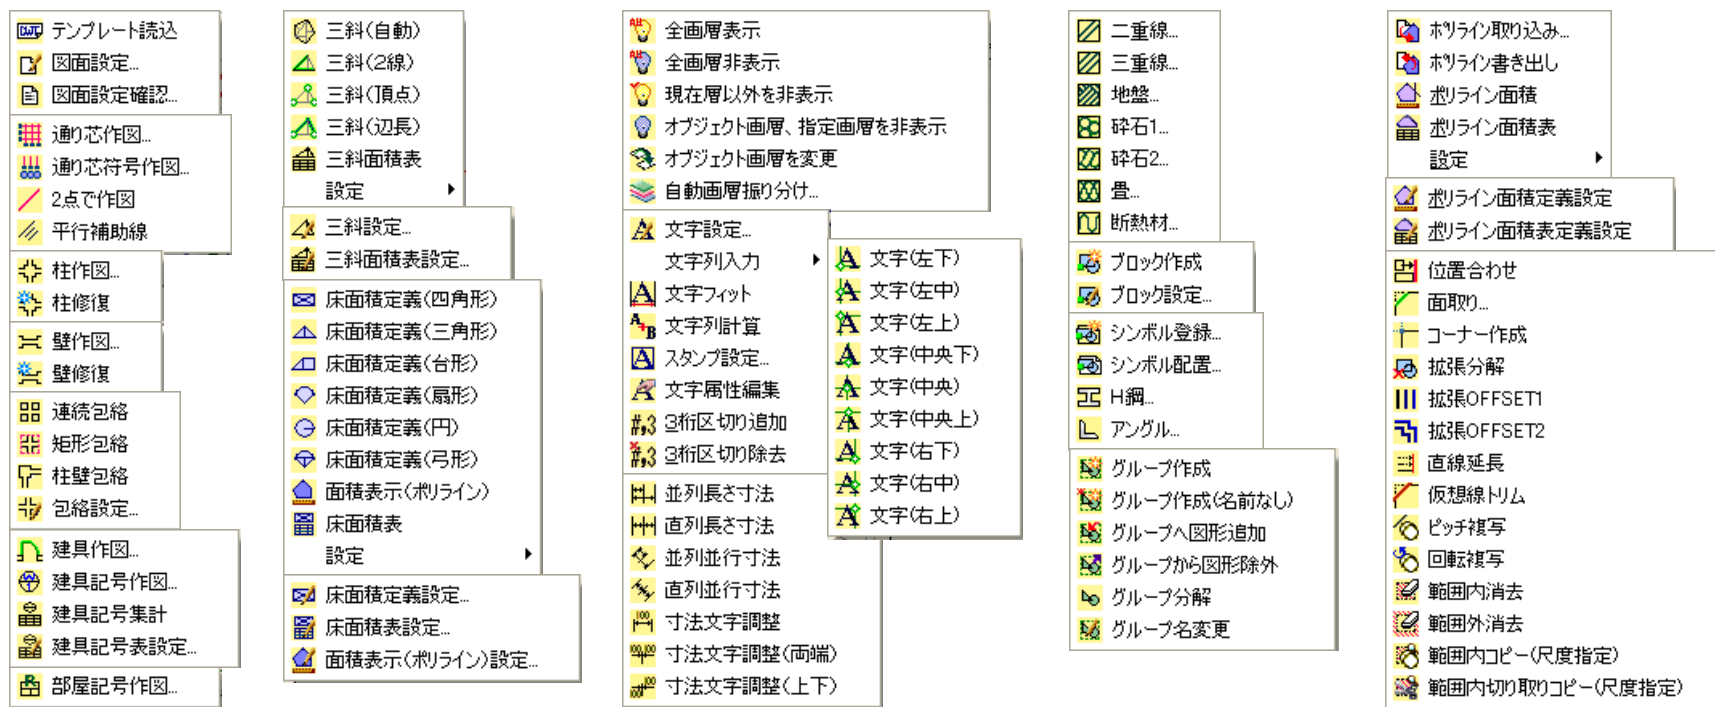 テンプレート読込
図面設定...
図面設定確認...
通り芯作図...
通り芯符号作図...
2点で作図
平行補助線
柱作図...
柱修復
壁作図...
壁修復
連続包絡
矩形包絡
柱壁包絡
包絡設定...
建具作図...
建具記号作図...
建具記号集計
建具記号表設定...
部屋記号作図...
三斜(自動)
三斜(2線)
三斜(頂点)
三斜(辺長)
三斜面積表
設定
三斜設定...
三斜面積表設定...
床面積定義(四角形)
床面積定義(三角形)
床面積定義(台形)
床面積定義(扇形)
床面積定義(円)
床面積定義(弓形)
面積表示(ポリライン)
床面積表
設定
床面積定義設定...
床面積表設定...
面積表示(ポリライン)設定...
全画層表示
全画層非表示
現在層以外を非表示
オブジェクト画層、指定画層を非表示
オブジェクト画層を変更
自動画層振り分け...
文字設定...
文字列入力
文字フィット
文字列計算
スタンプ設定...
文字属性編集
3桁区切り追加
3桁区切り除去
並列長さ寸法
直列長さ寸法
並列並行寸法
直列並行寸法
寸法文字調整
寸法文字調整(両端)
寸法文字調整(上下)
文字(左下)
文字(左中)
文字(左上)
文字(中央下)
文字(中央)
文字(中央上)
文字(右下)
文字(右中)
文字(右上)
二重線...
三重線...
地盤...
砕石1...
砕石2...
畳...
断熱材...
ブロック作成
ブロック設定...
シンボル登録...
シンボル配置...
H鋼...
アングル...
グループ作成
グループ作成(名前なし)
グループへ図形追加
グループから図形除外
グループ分解
グループ名変更
ポリライン取り込み...
ポリライン書き出し
ポリライン面積
ポリライン面積表
設定
ポリライン面積定義設定
ポリライン面積表定義設定
位置合わせ
面取り...
コーナー作成
拡張分解
拡張OFFSET1
拡張OFFSET2
直線延長
仮想線トリム
ピッチ複写
回転複写
範囲内消去
範囲外消去
範囲内コピー(尺度指定)
範囲内切り取りコピー(尺度指定)